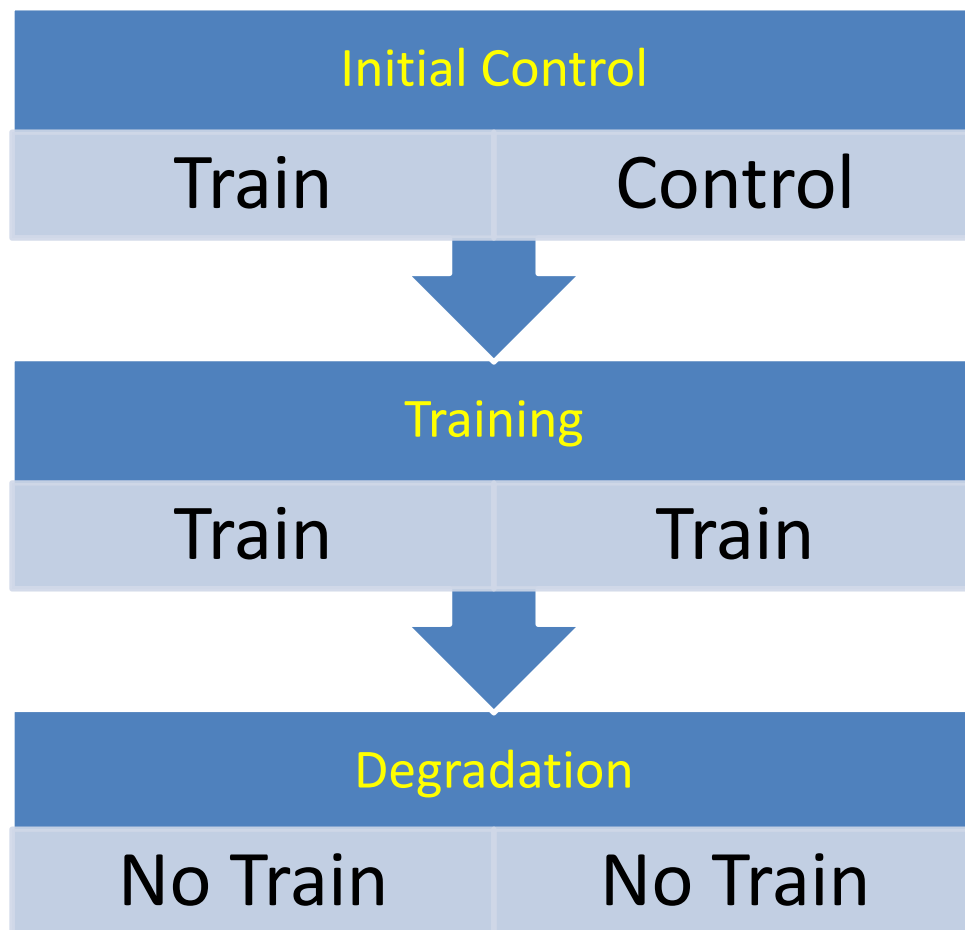 Initial Control
Train Control
Training
Train Train
Degradation
No Train No Train